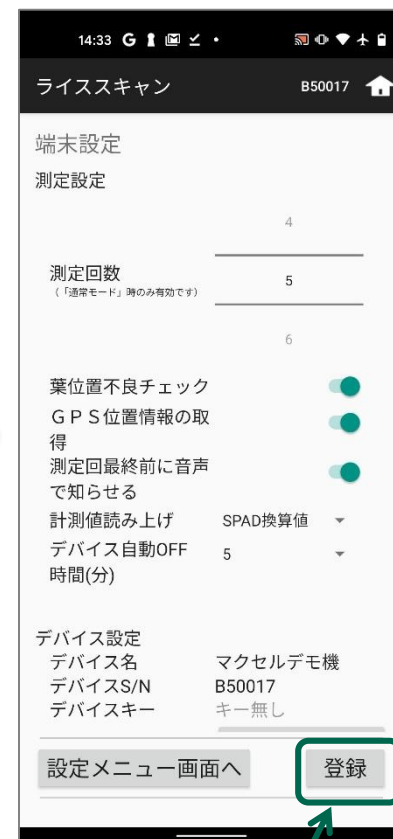 14:33 G
ライススキャン B50017
端末設定
測定設定
4
測定回数 5
（「通常モード」時のみ有効です）
6
葉位置不良チェック
ＧＰＳ位置情報の取
得
測定回最終前に音声
で知らせる
計測値読み上げ SPAD換算値
デバイス自動OFF 5
時間(分)
デバイス設定
デバイス名 マクセルデモ機
デバイスS/N B50017
デバイスキー キー無し
設定メニュー画面へ 登録